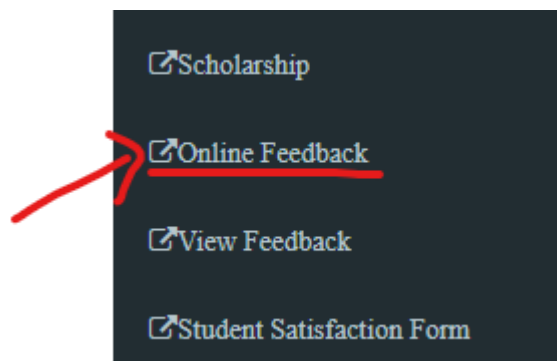 Scholarship
Online Feedback
View Feedback
Student Satisfaction Form